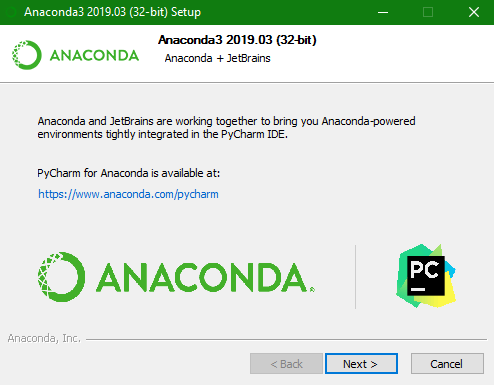 Anaconda3 2019.03 (32-bit) Setup
Anaconda3 2019.03 (32-bit)
Anaconda + JetBrains
ANACONDA
Anaconda and JetBrains are working together to bring you Anaconda-powered
environments tightly integrated in the PyCharm IDE.
PyCharm for Anaconda is available at:
https://www.anaconda.com/pycharm
ANACONDA®
PC
Anaconda, Inc.
< Back
Next >
Cancel